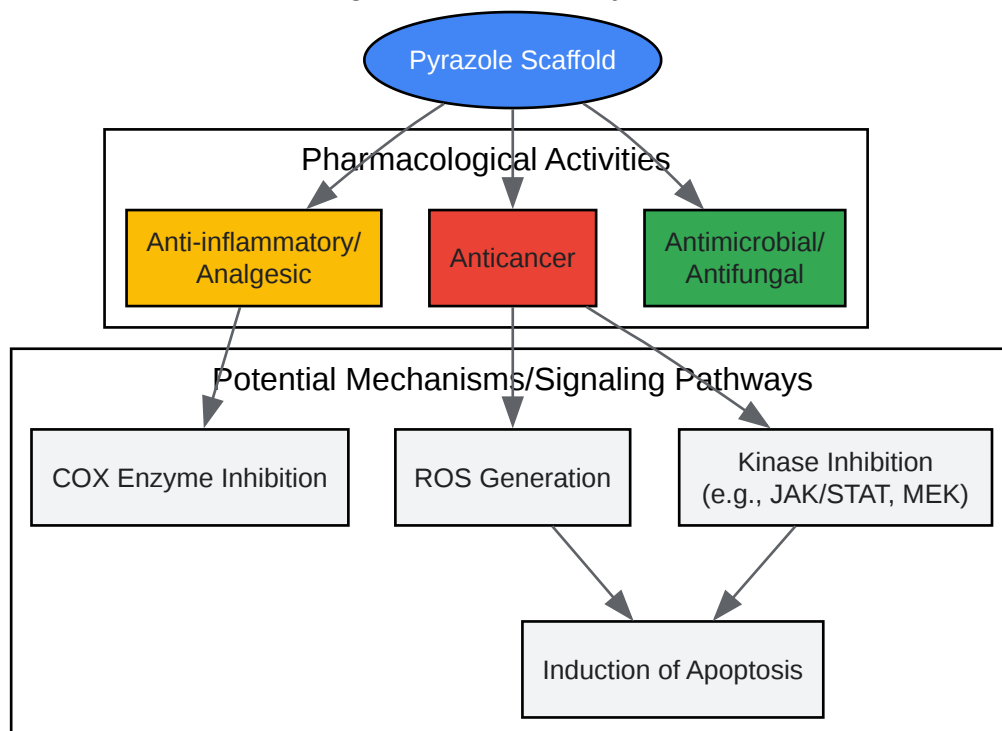 Pyrazole Scaffold
Pharmacological Activities
Anti-inflammatory/
Analgesic
Anticancer
Antimicrobial/
Antifungal
Potential Mechanisms/Signaling Pathways
COX Enzyme Inhibition
ROS Generation
Kinase Inhibition
(e.g., JAK/STAT, MEK)
Induction of Apoptosis